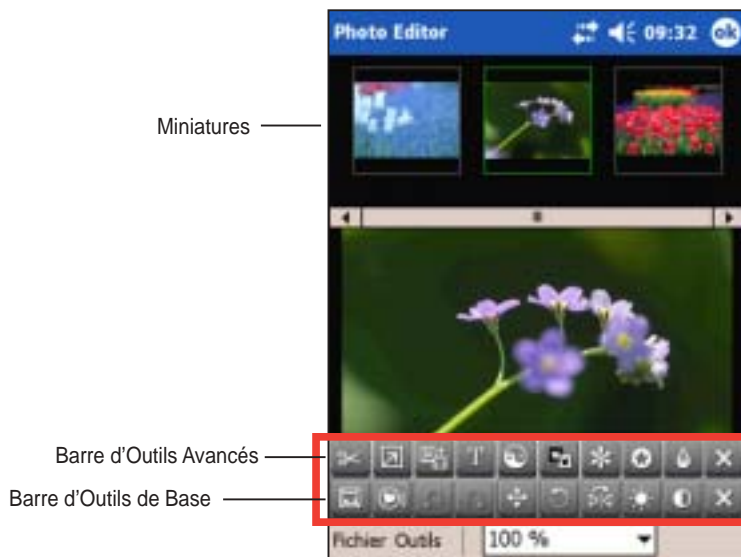 Photo Editor 09:32 ok
Miniatures
Barre d'Outils Avancés
T
Barre d'Outils de Base
Fichier Outils 100 %